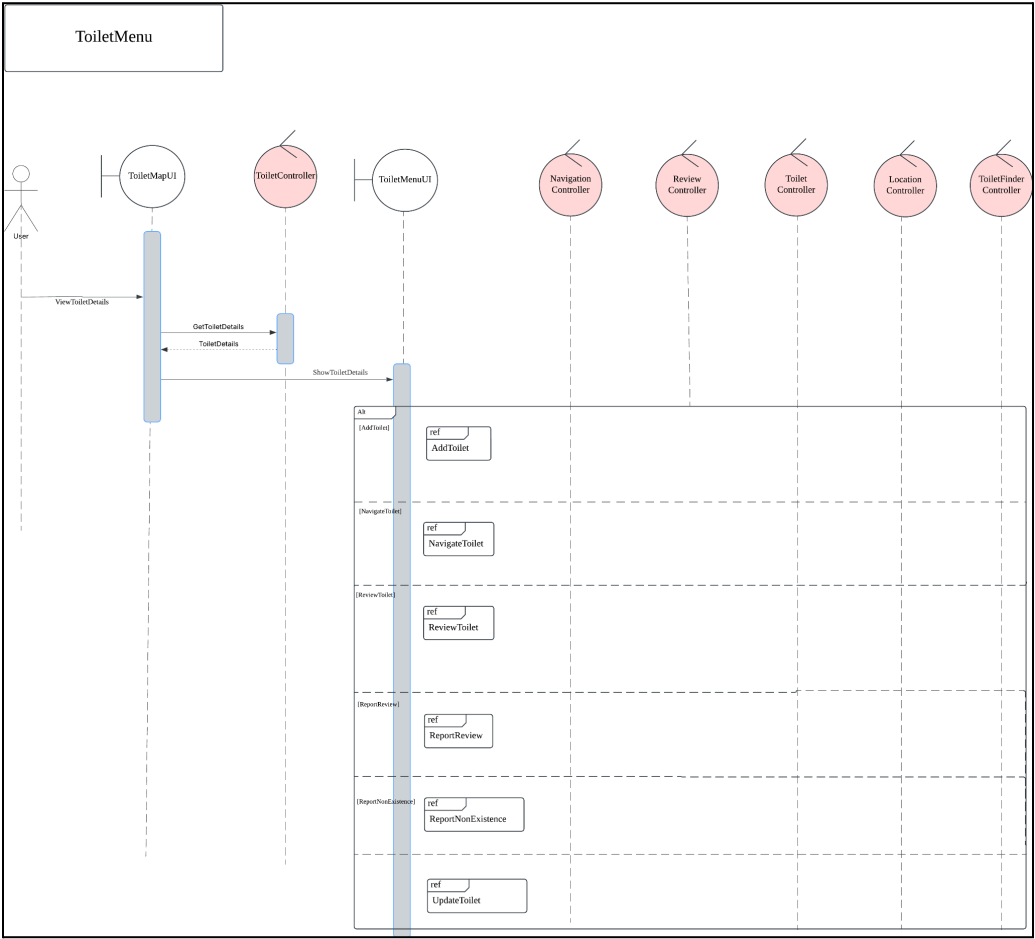 ToiletMenu
ToiletMapUI
ToiletController
ToiletMenuUI
Navigation
Controller
Review
Controller
Toilet
Controller
Location
Controller
ToiletFinder
Controller
User
ViewToiletDetails
GetToiletDetails
ToiletDetails
ShowToiletDetails
Alt
[AddToilet]
ref
AddToilet
[NavigateToilet]
ref
NavigateToilet
[ReviewToilet]
ref
ReviewToilet
[ReportReview]
ref
ReportReview
[ReportNonExistence]
ref
ReportNonExistence
ref
UpdateToilet